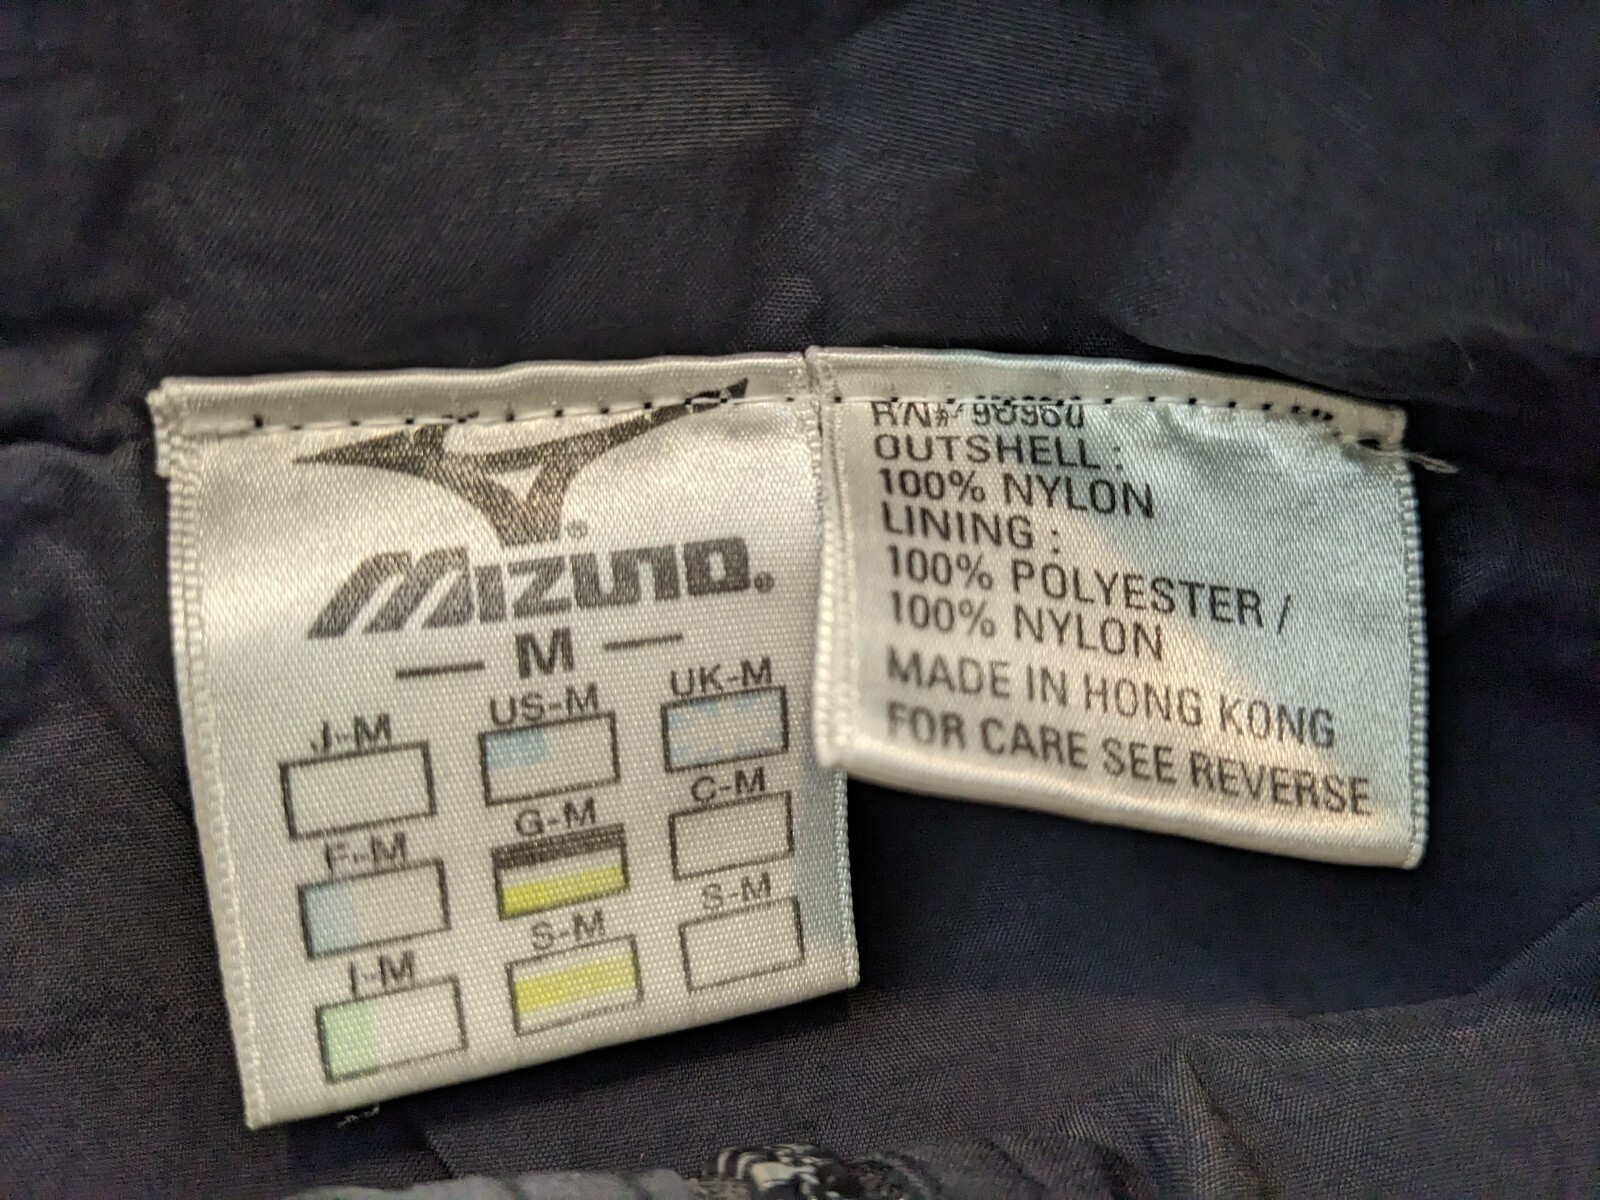 ®
MIZUNO®
— M —
J-M
US-M
UK-M
F-M
G-M
C-M
I-M
S-M
S-M
R/N# 98960
OUTSHELL :
100% NYLON
LINING :
100% POLYESTER /
100% NYLON
MADE IN HONG KONG
FOR CARE SEE REVERSE